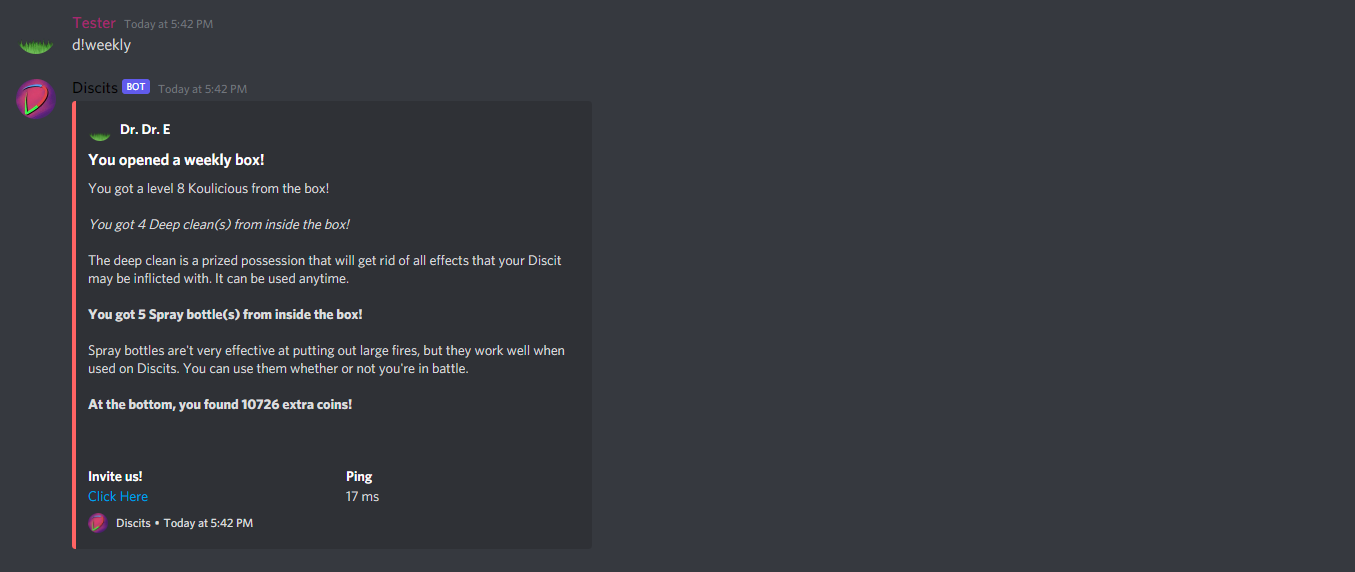 Tester Today at 5:42 PM
d!weekly
Discits BOT Today at 5:42 PM
Dr. Dr. E
You opened a weekly box!
You got a level 8 Koulicious from the box!
You got 4 Deep clean(s) from inside the box!
The deep clean is a prized possession that will get rid of all effects that your Discit
may be inflicted with. It can be used anytime.
You got 5 Spray bottle(s) from inside the box!
Spray bottles are't very effective at putting out large fires, but they work well when
used on Discits. You can use them whether or not you're in battle.
At the bottom, you found 10726 extra coins!
Invite us! Ping
Click Here 17 ms
Discits • Today at 5:42 PM